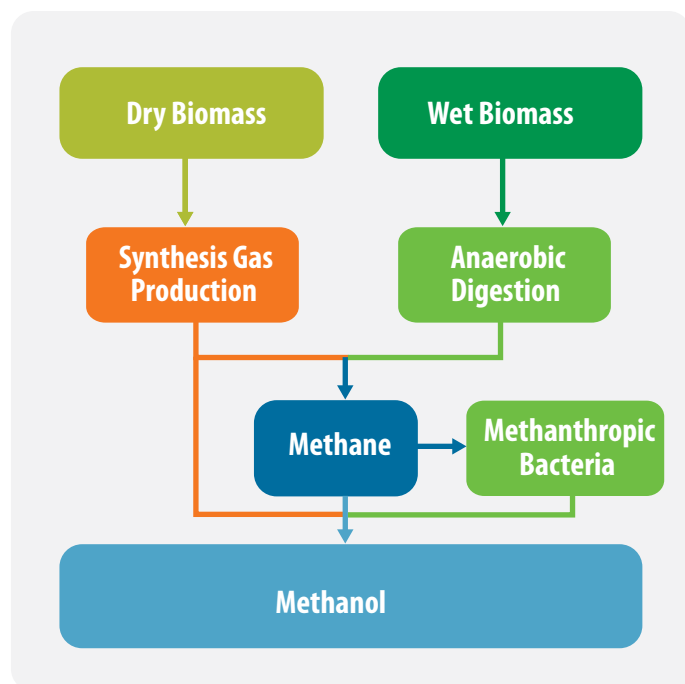 Dry Biomass
Wet Biomass
Synthesis Gas
Production
Anaerobic
Digestion
Methane
Methanthropic
Bacteria
Methanol